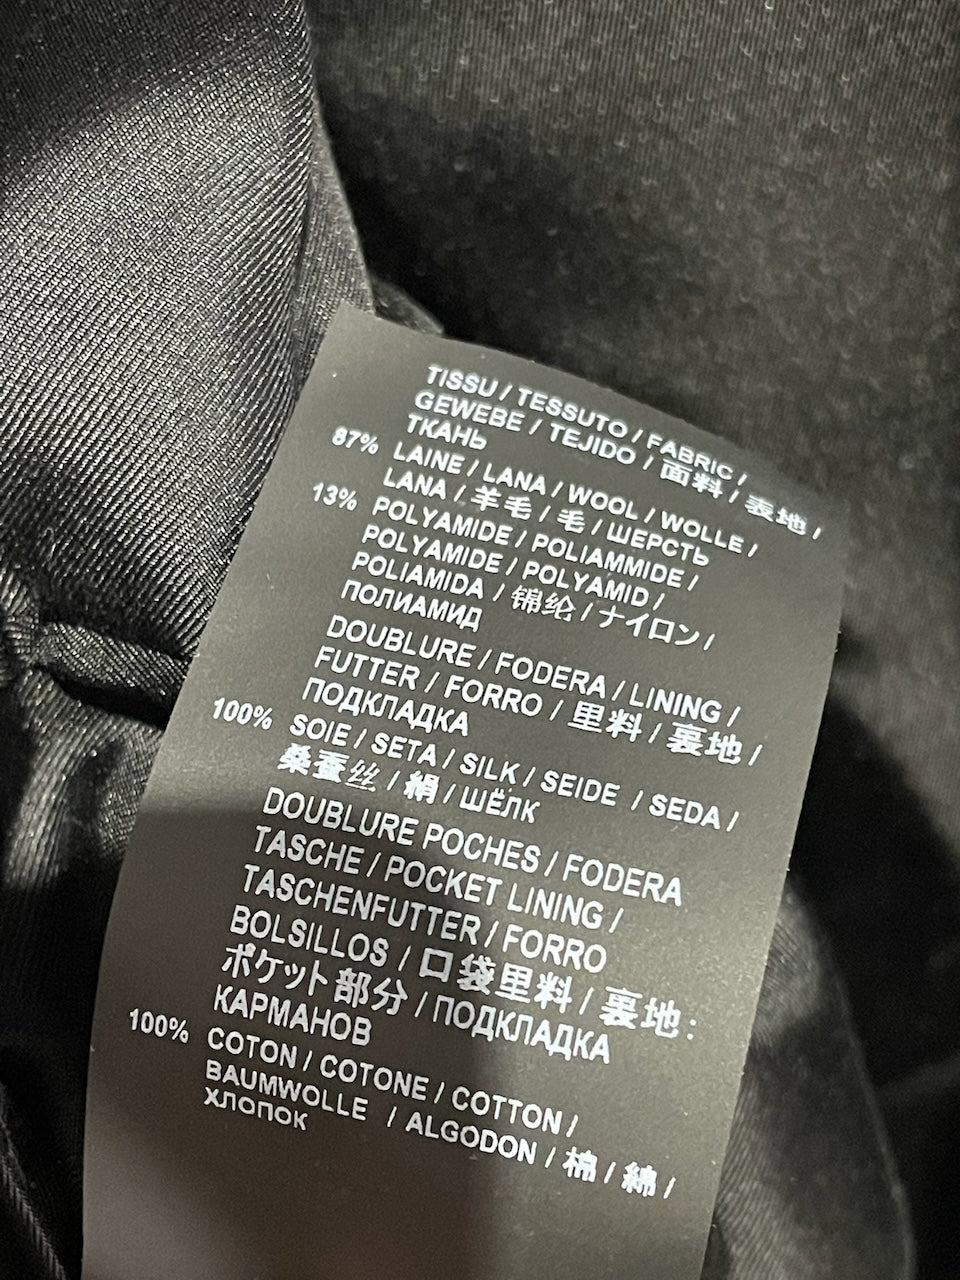 TISSU / TESSUTO / FABRIC /
GEWEBE / TEJIDO / 面料 / 表地 /
ТКАНЬ
87% LAINE / LANA / WOOL / WOLLE /
LANA / 羊毛 / 毛 / ШЕРСТЬ
13% POLYAMIDE / POLIAMMIDE /
POLYAMIDE / POLYAMID /
POLIAMIDA / 锦纶 / ナイロン /
ПОЛИАМИД
DOUBLURE / FODERA / LINING /
FUTTER / FORRO / 里料 / 裏地 /
ПОДКЛАДКА
100% SOIE / SETA / SILK / SEIDE / SEDA /
桑蚕丝 / 絹 / ШЁЛК
DOUBLURE POCHES / FODERA
TASCHE / POCKET LINING /
TASCHENFUTTER / FORRO
BOLSILLOS / 口袋里料 / 裏地:
ポケット部分 / ПОДКЛАДКА
КАРМАНОВ
100% COTON / COTONE / COTTON /
BAUMWOLLE / ALGODON / 棉 / 綿 /
ХЛОПОК